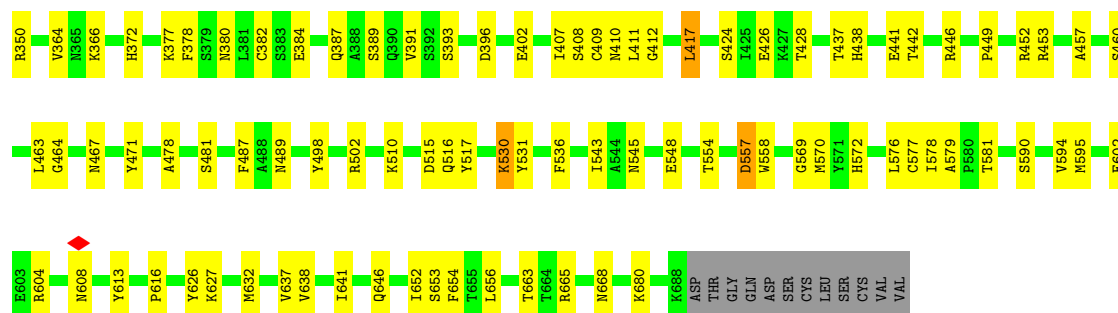 R350 V364 N365 K366 H372 K377 F378 S379 N380 L381 C382 S383 E384 Q387 A388 S389 Q390 V391 S392 S393 D396 E402 I407 S408 C409 N410 L411 G412 L417 S424 I425 E426 K427 T428 T437 H438 E441 T442 R446 P449 R452 R453 A457 S460
L463 G464 N467 Y471 A478 S481 F487 A488 N489 Y498 R502 K510 D515 Q516 Y517 K530 Y531 F536 I543 A544 N545 E548 T554 D557 W558 G569 M570 Y571 H572 L576 C577 I578 A579 P580 T581 S590 V594 M595
E603 R604 N608 Y613 P616 Y626 K627 M632 V637 V638 I641 Q646 I652 S653 F654 T655 L656 T663 T664 R665 N668 K680 K688 ASP THR GLY GLN ASP SER CYS LEU SER CYS VAL VAL